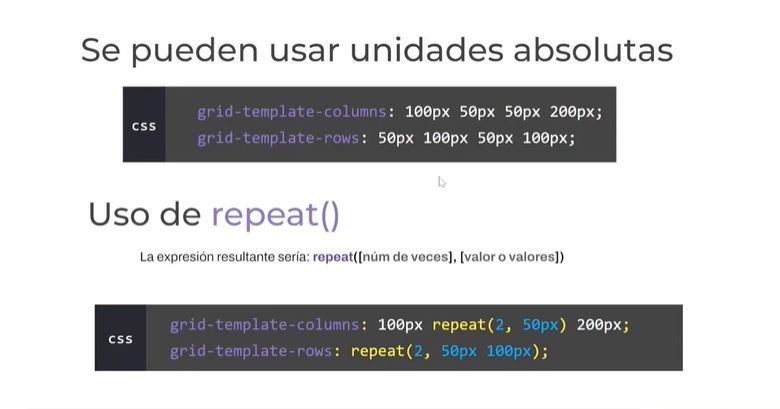 Se pueden usar unidades absolutas
css
grid-template-columns: 100px 50px 50px 200px;
grid-template-rows: 50px 100px 50px 100px;
Uso de repeat()
La expresión resultante sería: repeat([núm de veces], [valor o valores])
css
grid-template-columns: 100px repeat(2, 50px) 200px;
grid-template-rows: repeat(2, 50px 100px);